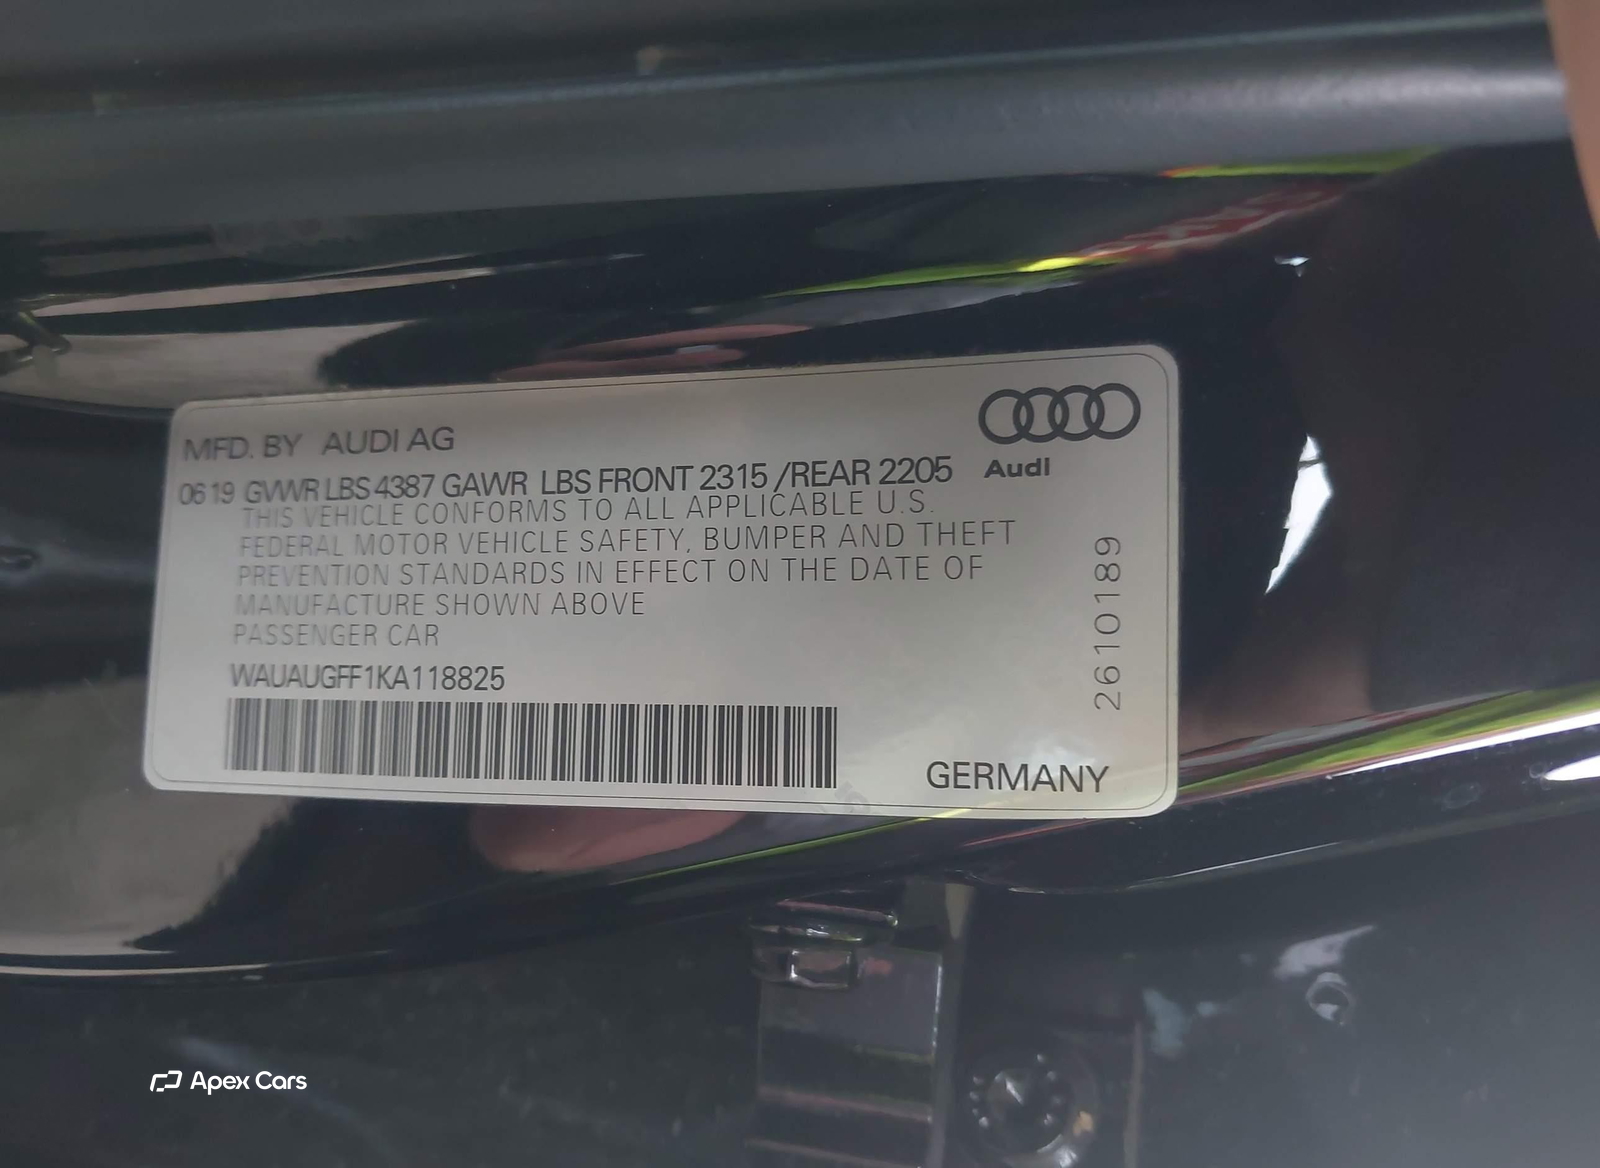 MFD. BY AUDI AG
Audi
06 19 GVWR LBS 4387 GAWR LBS FRONT 2315 /REAR 2205
THIS VEHICLE CONFORMS TO ALL APPLICABLE U.S.
FEDERAL MOTOR VEHICLE SAFETY, BUMPER AND THEFT
PREVENTION STANDARDS IN EFFECT ON THE DATE OF
MANUFACTURE SHOWN ABOVE
PASSENGER CAR
WAUAUGFF1KA118825
2610189
GERMANY
Apex Cars